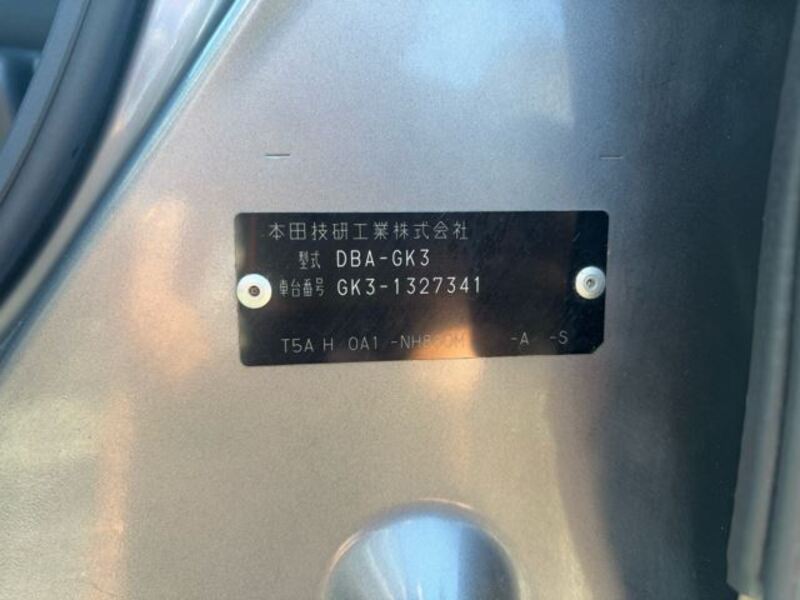 本田技研工業株式会社
型式 DBA-GK3
車台番号 GK3-1327341
T5A H 0A1 -NH830M -A -S